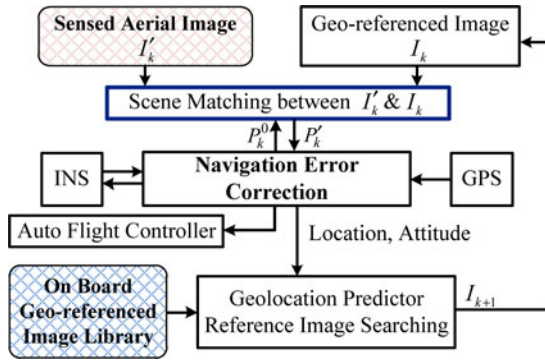 Sensed Aerial Image
I′ₖ
Geo-referenced Image
Iₖ
Scene Matching between I′ₖ & Iₖ
P⁰ₖ P′ₖ
INS
Navigation Error
Correction
GPS
Auto Flight Controller
Location, Attitude
On Board
Geo-referenced
Image Library
Geolocation Predictor
Reference Image Searching
Iₖ₊₁